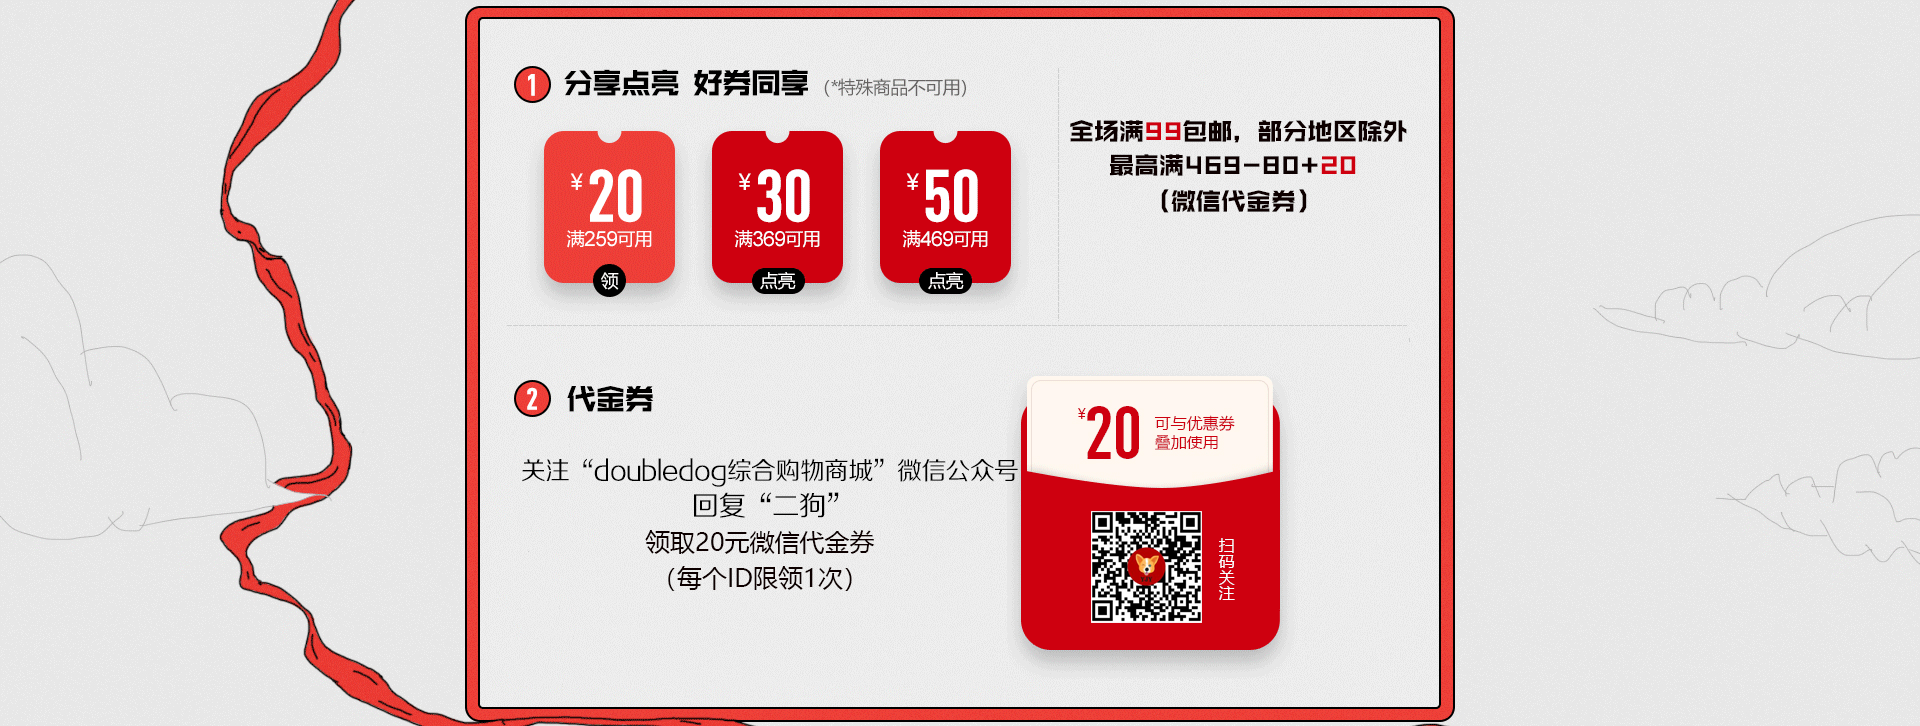 1 分享点亮 好券同享 (*特殊商品不可用)
¥20
满259可用
领
¥30
满369可用
点亮
¥50
满469可用
点亮
全场满99包邮，部分地区除外
最高满469-80+20
（微信代金券）
2 代金券
关注“doubledog综合购物商城”微信公众号
回复“二狗”
领取20元微信代金券
（每个ID限领1次）
¥20
可与优惠券
叠加使用
扫码关注